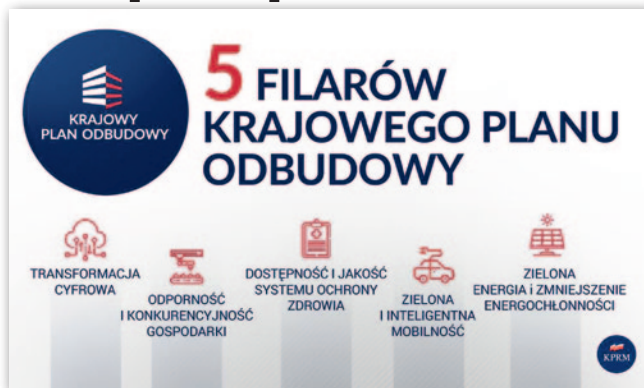 KRAJOWY
PLAN ODBUDOWY
5 FILARÓW
KRAJOWEGO PLANU
ODBUDOWY
TRANSFORMACJA
CYFROWA
ODPORNOŚĆ
I KONKURENCYJNOŚĆ
GOSPODARKI
DOSTĘPNOŚĆ I JAKOŚĆ
SYSTEMU OCHRONY
ZDROWIA
ZIELONA
I INTELIGENTNA
MOBILNOŚĆ
ZIELONA
ENERGIA i ZMNIEJSZENIE
ENERGOCHŁONNOŚCI
KPRM